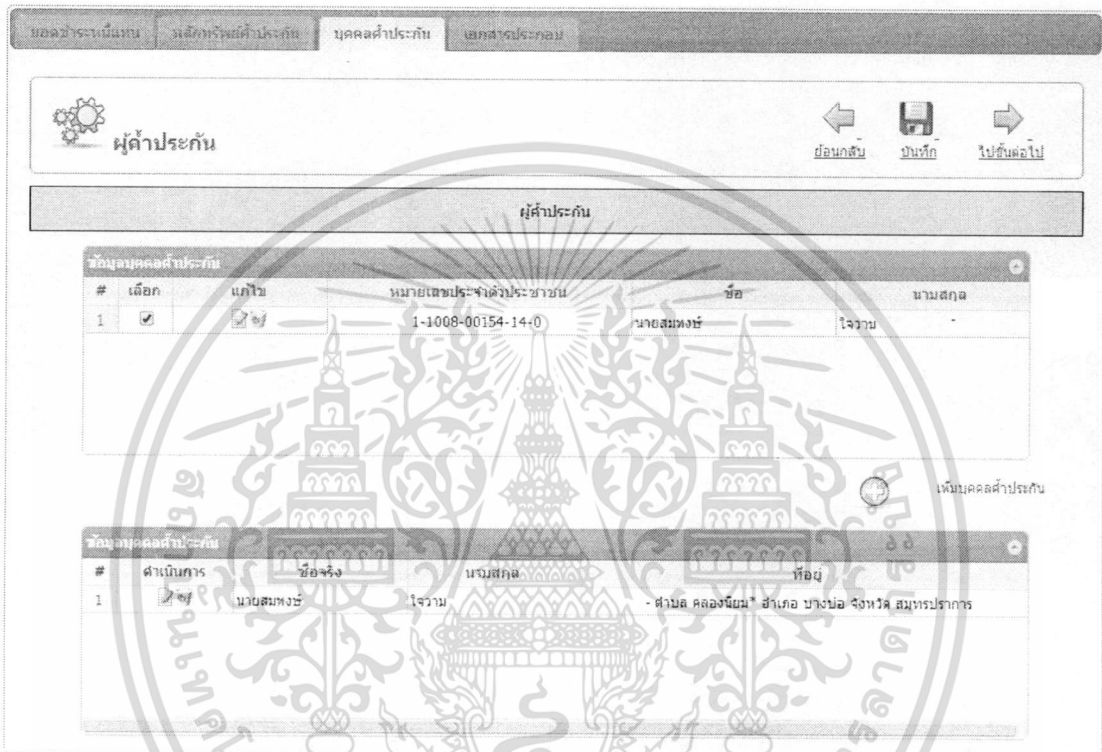 ยอดชำระหนี้แทน หลักทรัพย์ค้ำประกัน บุคคลค้ำประกัน เอกสารประกอบ
ผู้ค้ำประกัน
ย้อนกลับ บันทึก ไปขั้นต่อไป
ผู้ค้ำประกัน
ข้อมูลบุคคลค้ำประกัน
# เลือก แก้ไข หมายเลขประจำตัวประชาชน ชื่อ นามสกุล
1 1-1008-00154-14-0 นายสมพงษ์ ใจวาม
เพิ่มบุคคลค้ำประกัน
ข้อมูลบุคคลค้ำประกัน
# ดำเนินการ ชื่อจริง นามสกุล ที่อยู่
1 นายสมพงษ์ ใจวาม - ตำบล คลองนิยม* อำเภอ บางบ่อ จังหวัด สมุทรปราการ